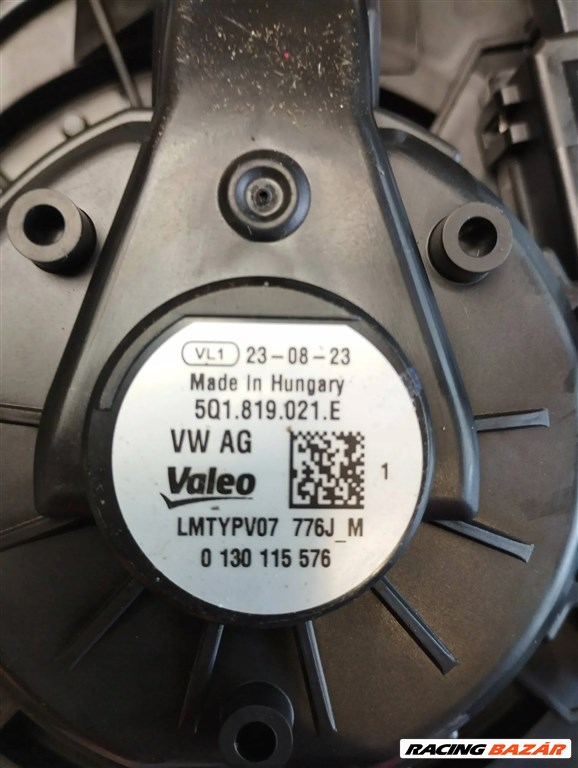 VL1 23-08-23
Made in Hungary
5Q1.819.021.E
VW AG
Valeo 1
LMTYPV07 776J_M
0 130 115 576
RACING BAZÁR